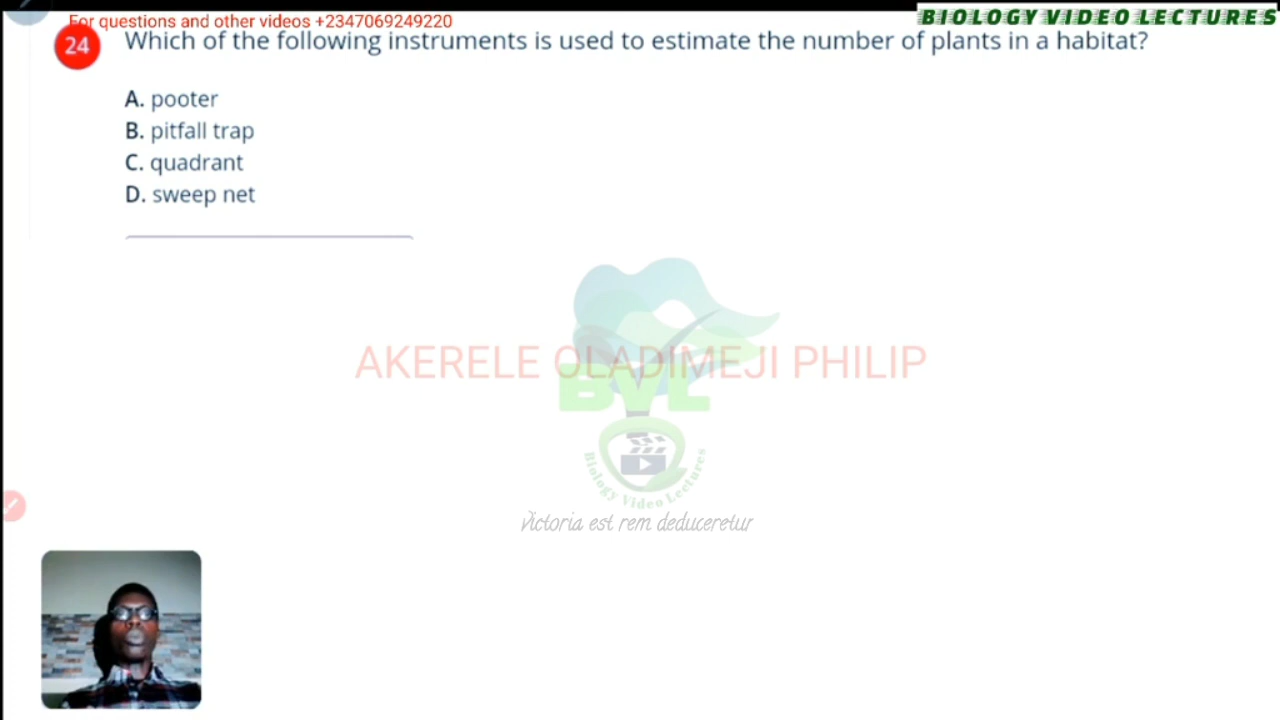 For questions and other videos +2347069249220
BIOLOGY VIDEO LECTURES
24 Which of the following instruments is used to estimate the number of plants in a habitat?
A. pooter
B. pitfall trap
C. quadrant
D. sweep net
AKERELE OLADIMEJI PHILIP
BVL
Biology Video Lectures
Victoria est rem deduceretur